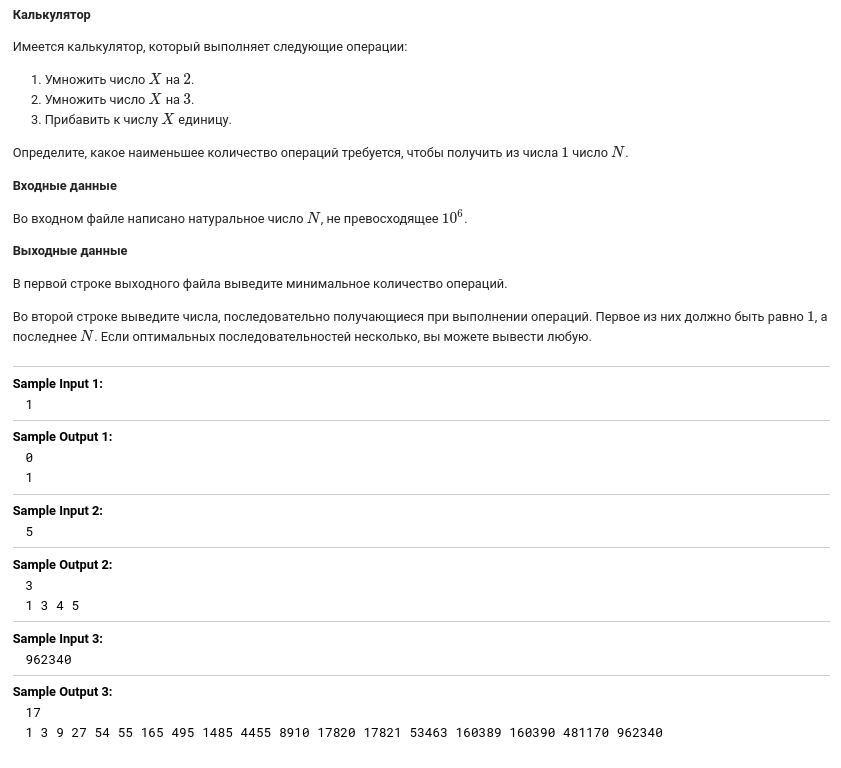 Калькулятор
Имеется калькулятор, который выполняет следующие операции:
1. Умножить число X на 2.
2. Умножить число X на 3.
3. Прибавить к числу X единицу.
Определите, какое наименьшее количество операций требуется, чтобы получить из числа 1 число N.
Входные данные
Во входном файле написано натуральное число N, не превосходящее 10⁶.
Выходные данные
В первой строке выходного файла выведите минимальное количество операций.
Во второй строке выведите числа, последовательно получающиеся при выполнении операций. Первое из них должно быть равно 1, а
последнее N. Если оптимальных последовательностей несколько, вы можете вывести любую.
Sample Input 1:
1
Sample Output 1:
0
1
Sample Input 2:
5
Sample Output 2:
3
1 3 4 5
Sample Input 3:
962340
Sample Output 3:
17
1 3 9 27 54 55 165 495 1485 4455 8910 17820 17821 53463 160389 160390 481170 962340